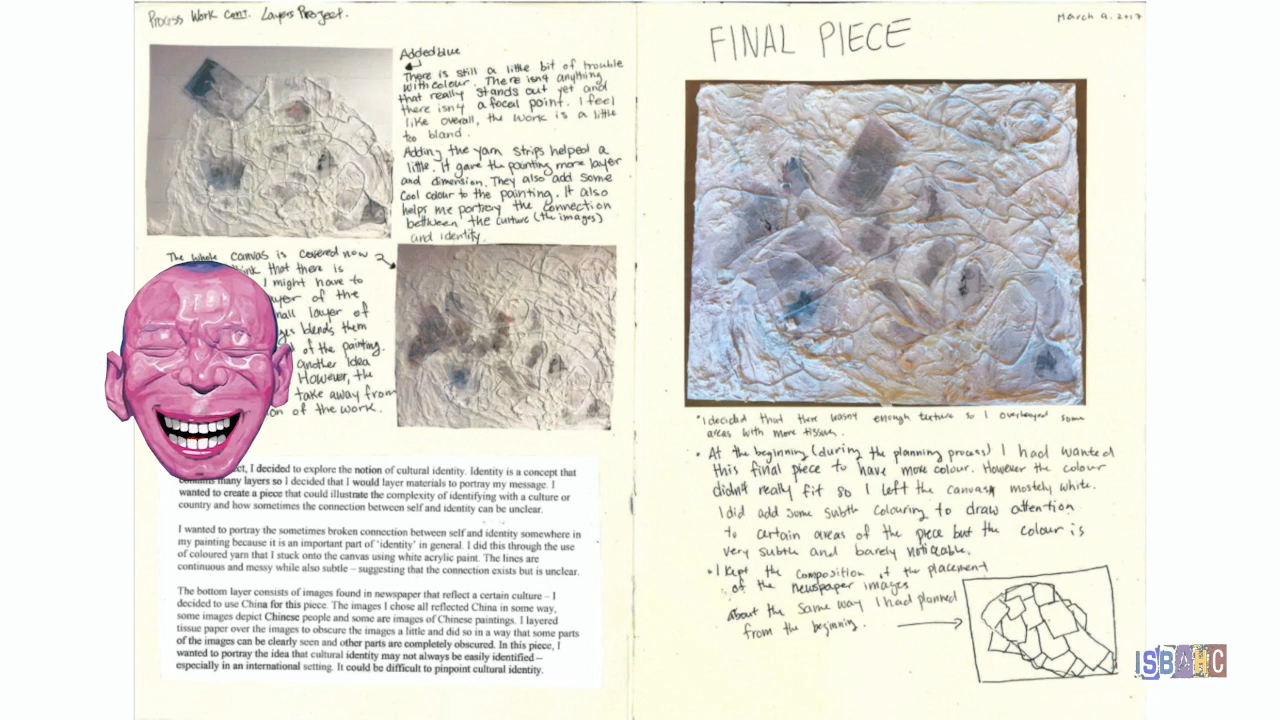 Process Work Cont. Layers Project.
Added blue
There is still a little bit of trouble
with colour. There isnt anything
that really stands out yet and
there isnt a focal point. I feel
like overall, the work is a little
too bland.
Adding the yarn strips helped a
little. It gave the painting more layer
and dimension. They also add some
cool colour to the painting. It also
helps me portray the connection
between the culture (the images)
and identity.
The whole canvas is covered now
that there is
I might have to
of the
layer of
blends them
of the painting.
another idea
However, the
take away from
of the work.
I decided to explore the notion of cultural identity. Identity is a concept that
many layers so I decided that I would layer materials to portray my message. I
wanted to create a piece that could illustrate the complexity of identifying with a culture or
country and how sometimes the connection between self and identity can be unclear.
I wanted to portray the sometimes broken connection between self and identity somewhere in
my painting because it is an important part of 'identity' in general. I did this through the use
of coloured yarn that I stuck onto the canvas using white acrylic paint. The lines are
continuous and messy while also subtle – suggesting that the connection exists but is unclear.
The bottom layer consists of images found in newspaper that reflect a certain culture – I
decided to use China for this piece. The images I chose all reflected China in some way,
some images depict Chinese people and some are images of Chinese paintings. I layered
tissue paper over the images to obscure the images a little and did so in a way that some parts
of the images can be clearly seen and other parts are completely obscured. In this piece, I
wanted to portray the idea that cultural identity may not always be easily identified –
especially in an international setting. It could be difficult to pinpoint cultural identity.
March 9. 2017
FINAL PIECE
• I decided that there wasnt enough texture so I overlayed some
areas with more tissue.
• At the beginning (during the planning process) I had wanted
this final piece to have more colour. However the colour
didn't really fit so I left the canvas mostely white.
I did add some subtle colouring to draw attention
to certain areas of the piece but the colour is
very subtle and barely noticeable.
• I kept the composition of the placement
of the newspaper images
about the same way I had planned
from the beginning.
ISBAHC